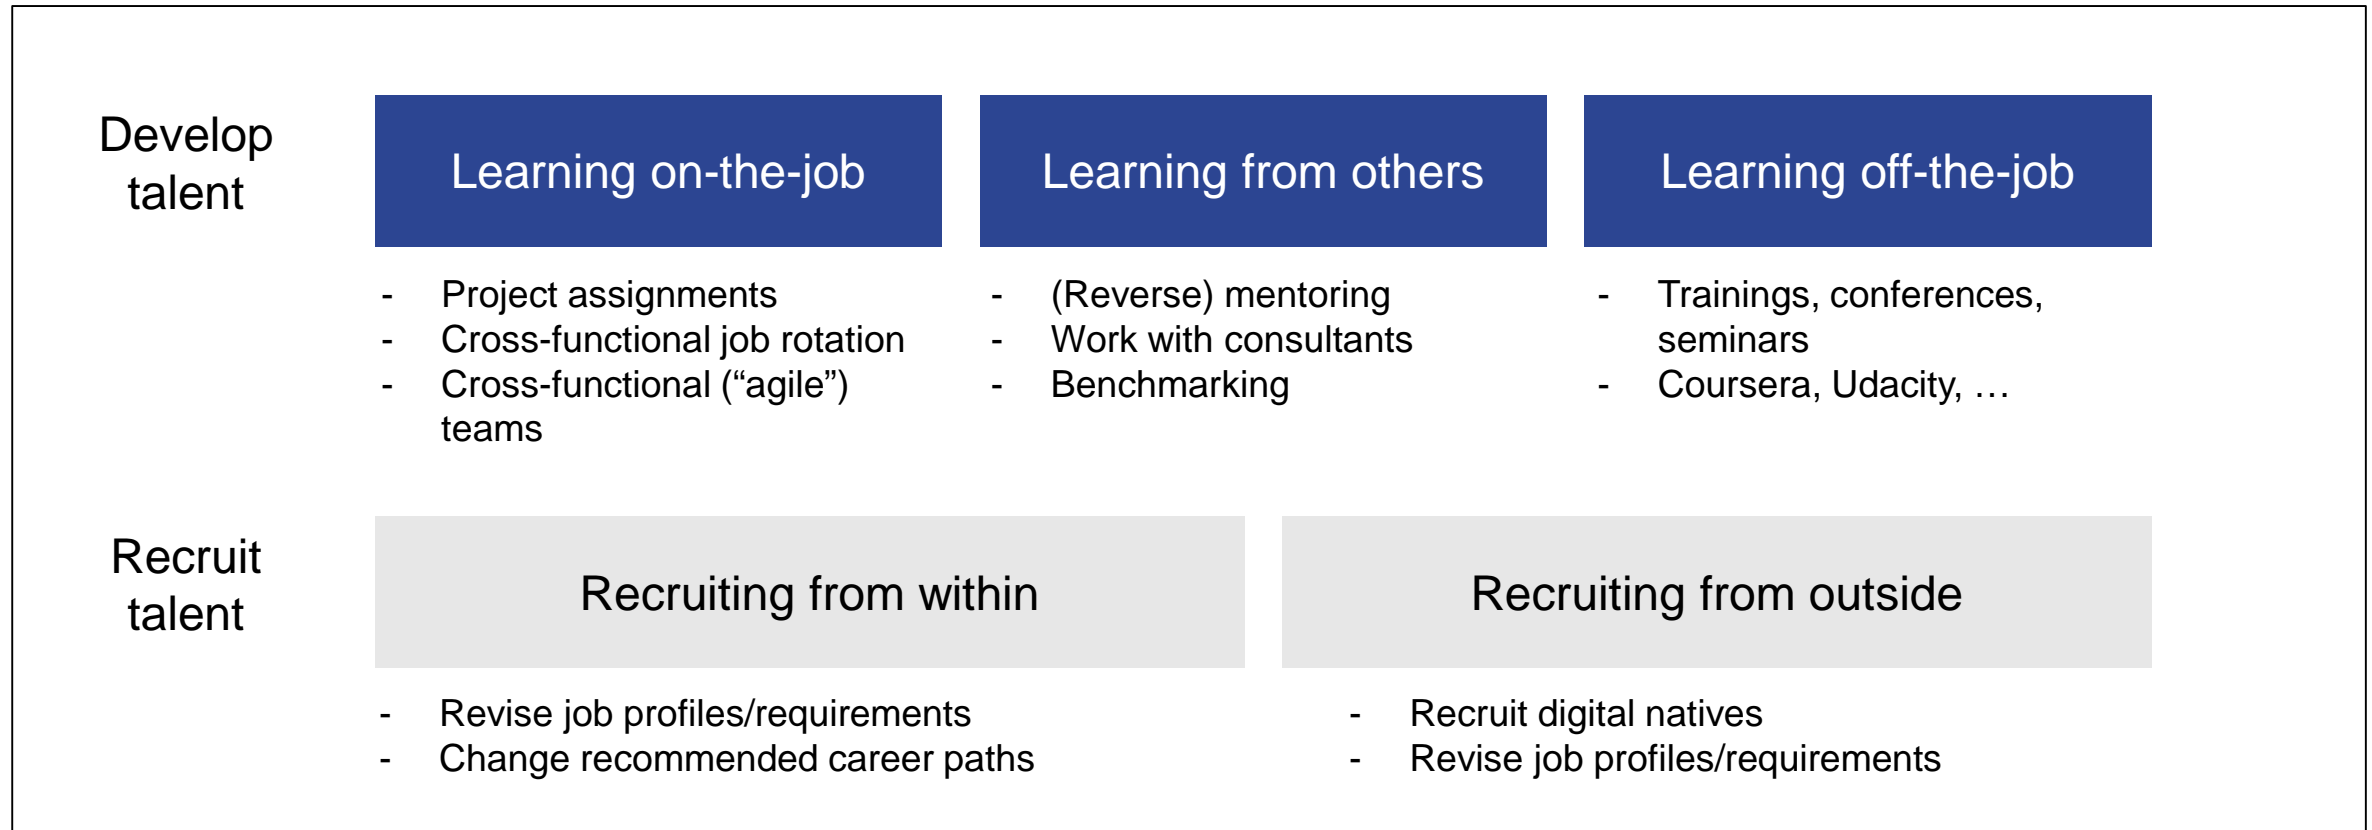 Develop
talent
Learning on-the-job
Learning from others
Learning off-the-job
- Project assignments
- Cross-functional job rotation
- Cross-functional (“agile”)
teams
- (Reverse) mentoring
- Work with consultants
- Benchmarking
- Trainings, conferences,
seminars
- Coursera, Udacity, …
Recruit
talent
Recruiting from within
Recruiting from outside
- Revise job profiles/requirements
- Change recommended career paths
- Recruit digital natives
- Revise job profiles/requirements